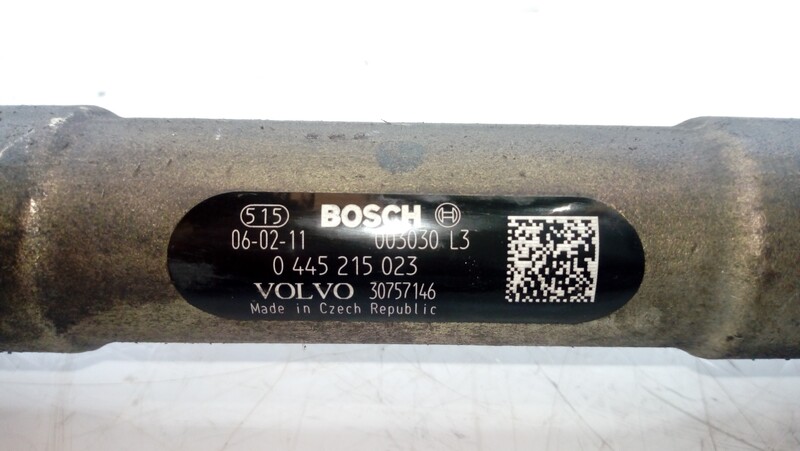 515 BOSCH
06-02-11 003030 L3
0 445 215 023
VOLVO 30757146
Made in Czech Republic